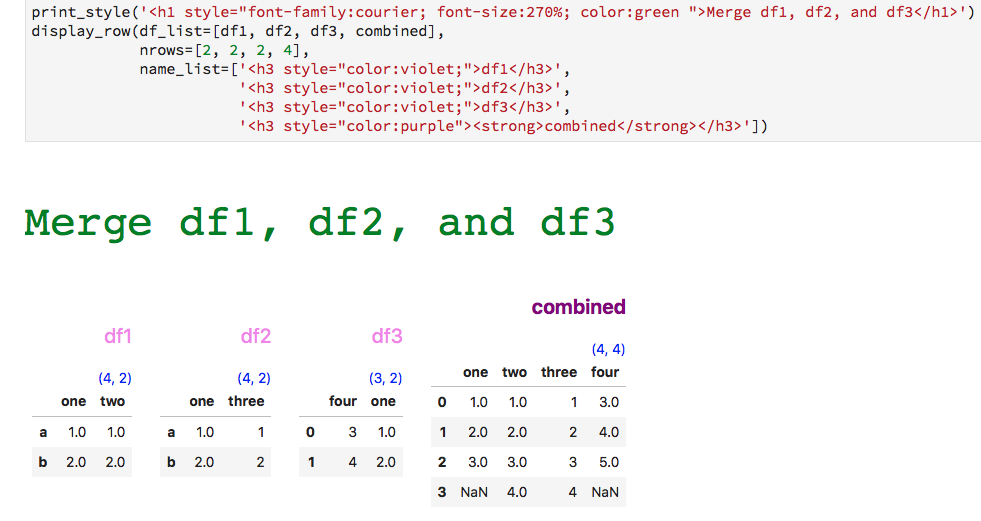 print_style('<h1 style="font-family:courier; font-size:270%; color:green ">Merge df1, df2, and df3</h1>')
display_row(df_list=[df1, df2, df3, combined],
nrows=[2, 2, 2, 4],
name_list=['<h3 style="color:violet;">df1</h3>',
'<h3 style="color:violet;">df2</h3>',
'<h3 style="color:violet;">df3</h3>',
'<h3 style="color:purple"><strong>combined</strong></h3>'])
Merge df1, df2, and df3
df1
(4, 2)
one two
a 1.0 1.0
b 2.0 2.0
df2
(4, 2)
one three
a 1.0 1
b 2.0 2
df3
(3, 2)
four one
0 3 1.0
1 4 2.0
combined
(4, 4)
one two three four
0 1.0 1.0 1 3.0
1 2.0 2.0 2 4.0
2 3.0 3.0 3 5.0
3 NaN 4.0 4 NaN